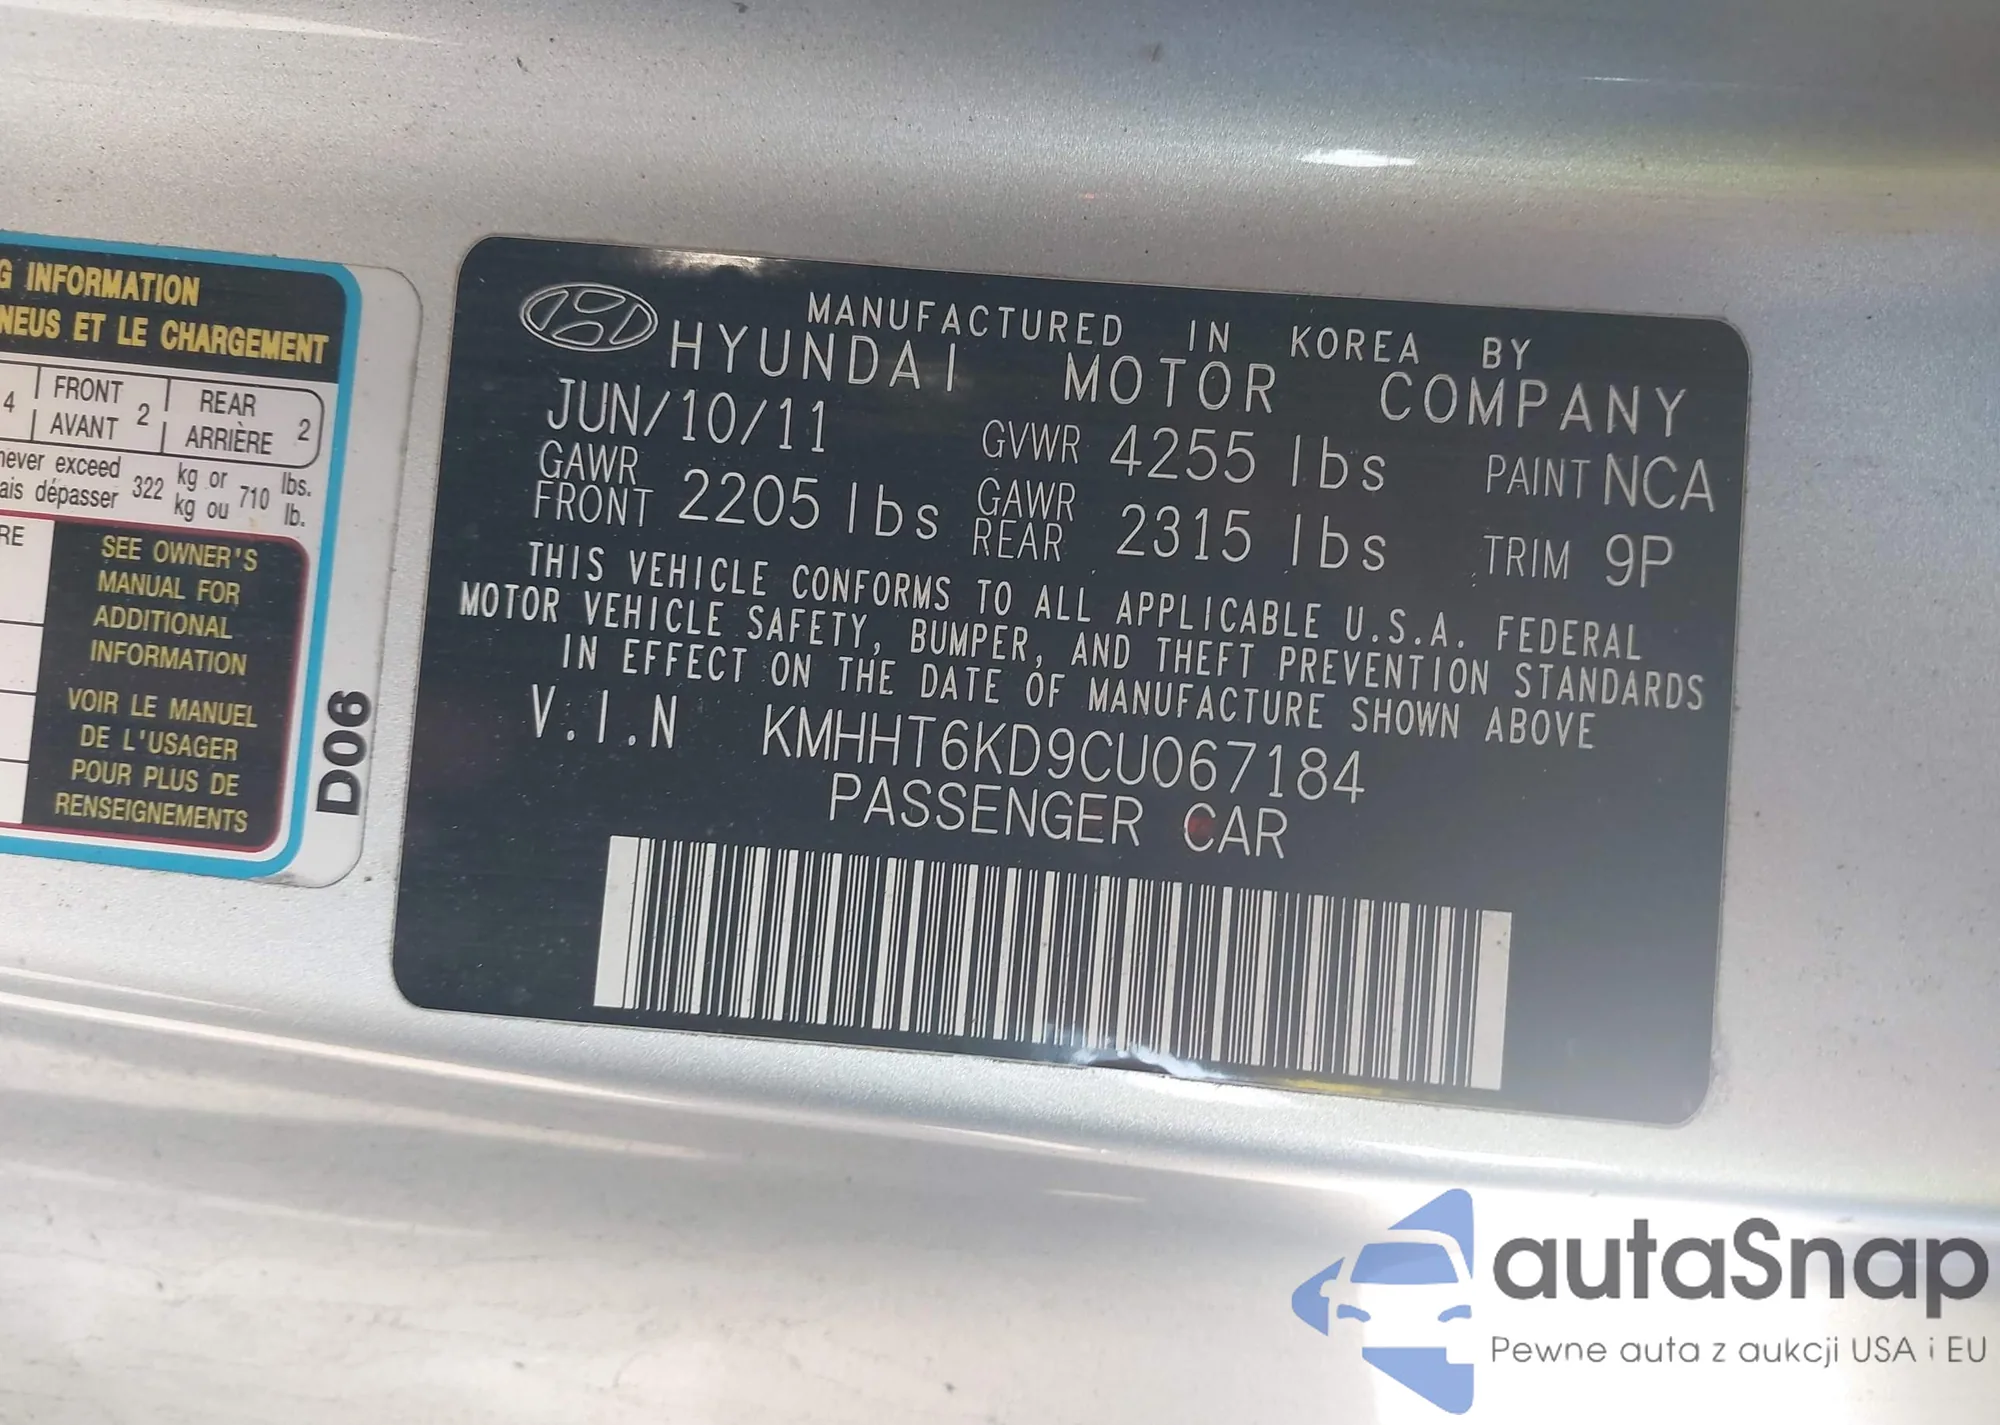 G INFORMATION
NEUS ET LE CHARGEMENT
4 FRONT AVANT 2 REAR ARRIÈRE 2
never exceed 322 kg or 710 lbs.
ais dépasser kg ou lb.
RE
SEE OWNER'S
MANUAL FOR
ADDITIONAL
INFORMATION
VOIR LE MANUEL
DE L'USAGER
POUR PLUS DE
RENSEIGNEMENTS
D06
MANUFACTURED IN KOREA BY
HYUNDAI MOTOR COMPANY
JUN/10/11 GVWR 4255 lbs PAINT NCA
GAWR FRONT 2205 lbs GAWR REAR 2315 lbs TRIM 9P
THIS VEHICLE CONFORMS TO ALL APPLICABLE U.S.A. FEDERAL
MOTOR VEHICLE SAFETY, BUMPER, AND THEFT PREVENTION STANDARDS
IN EFFECT ON THE DATE OF MANUFACTURE SHOWN ABOVE
V.I.N KMHHT6KD9CU067184
PASSENGER CAR
autaSnap
Pewne auta z aukcji USA i EU